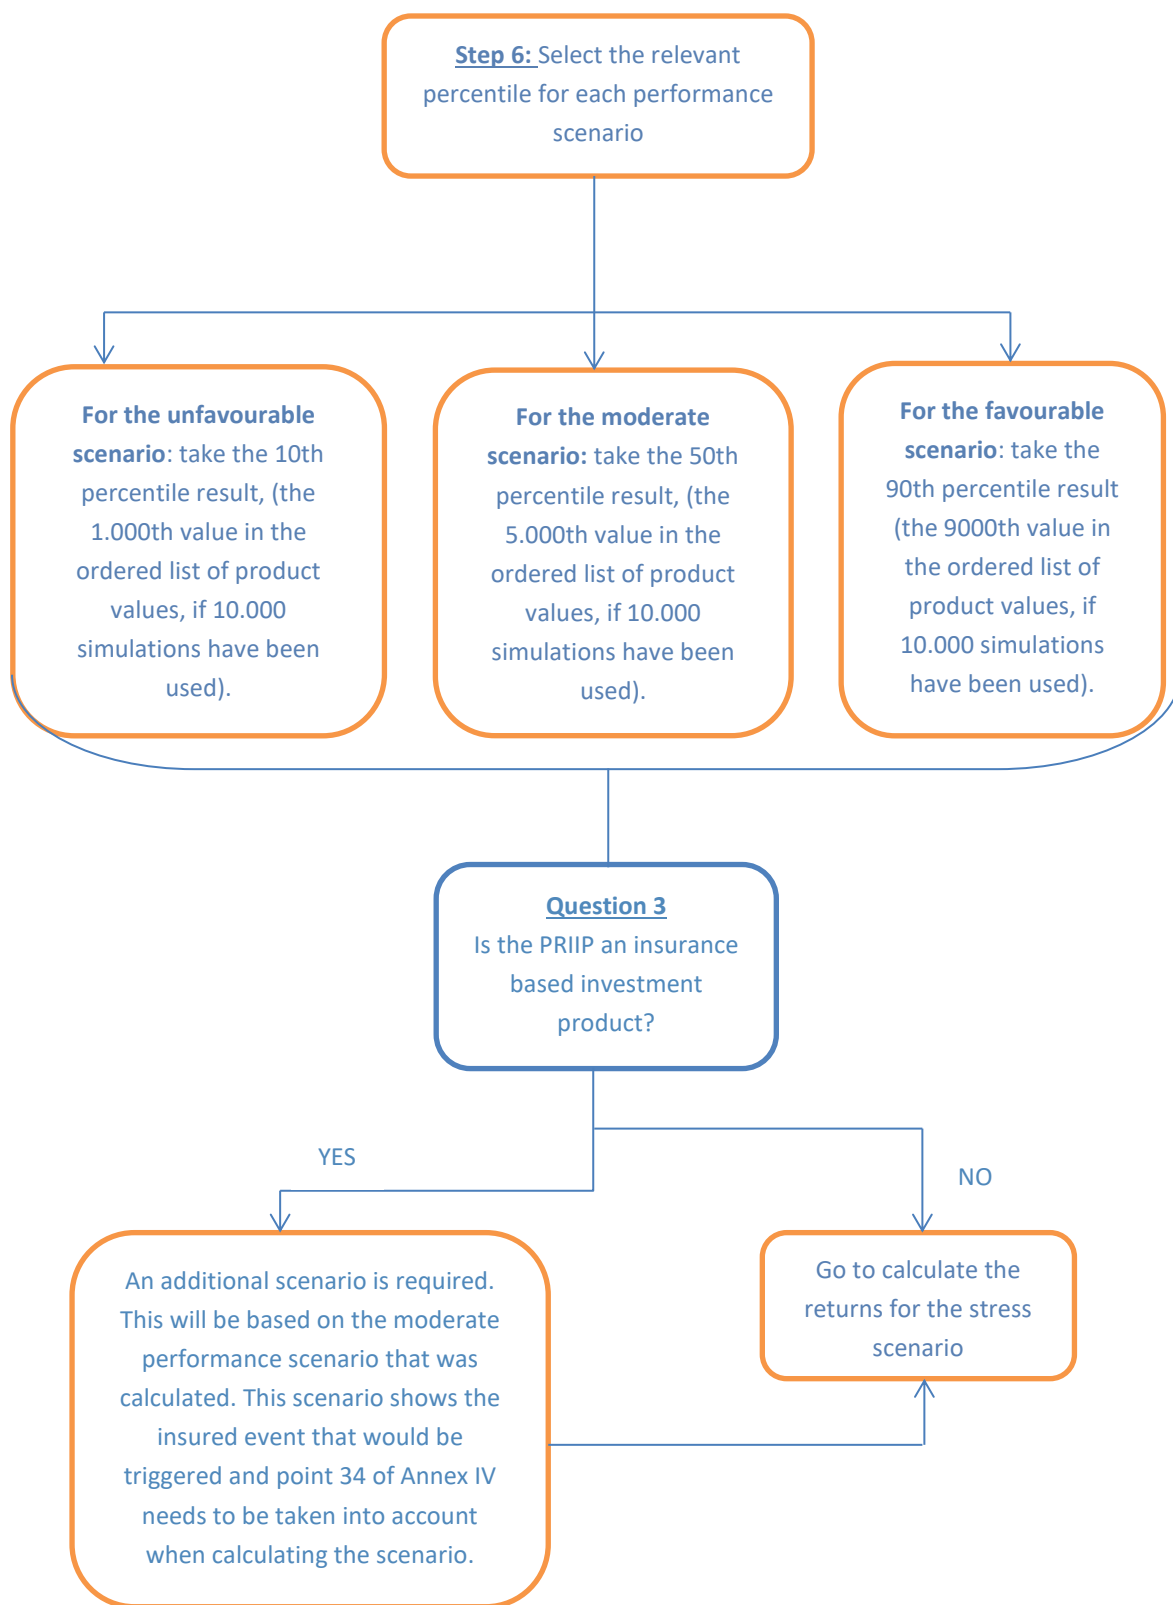 Step 6: Select the relevant
percentile for each performance
scenario
For the unfavourable
scenario: take the 10th
percentile result, (the
1.000th value in the
ordered list of product
values, if 10.000
simulations have been
used).
For the moderate
scenario: take the 50th
percentile result, (the
5.000th value in the
ordered list of product
values, if 10.000
simulations have been
used).
For the favourable
scenario: take the
90th percentile result
(the 9000th value in
the ordered list of
product values, if
10.000 simulations
have been used).
Question 3
Is the PRIIP an insurance
based investment
product?
YES
NO
An additional scenario is required.
This will be based on the moderate
performance scenario that was
calculated. This scenario shows the
insured event that would be
triggered and point 34 of Annex IV
needs to be taken into account
when calculating the scenario.
Go to calculate the
returns for the stress
scenario